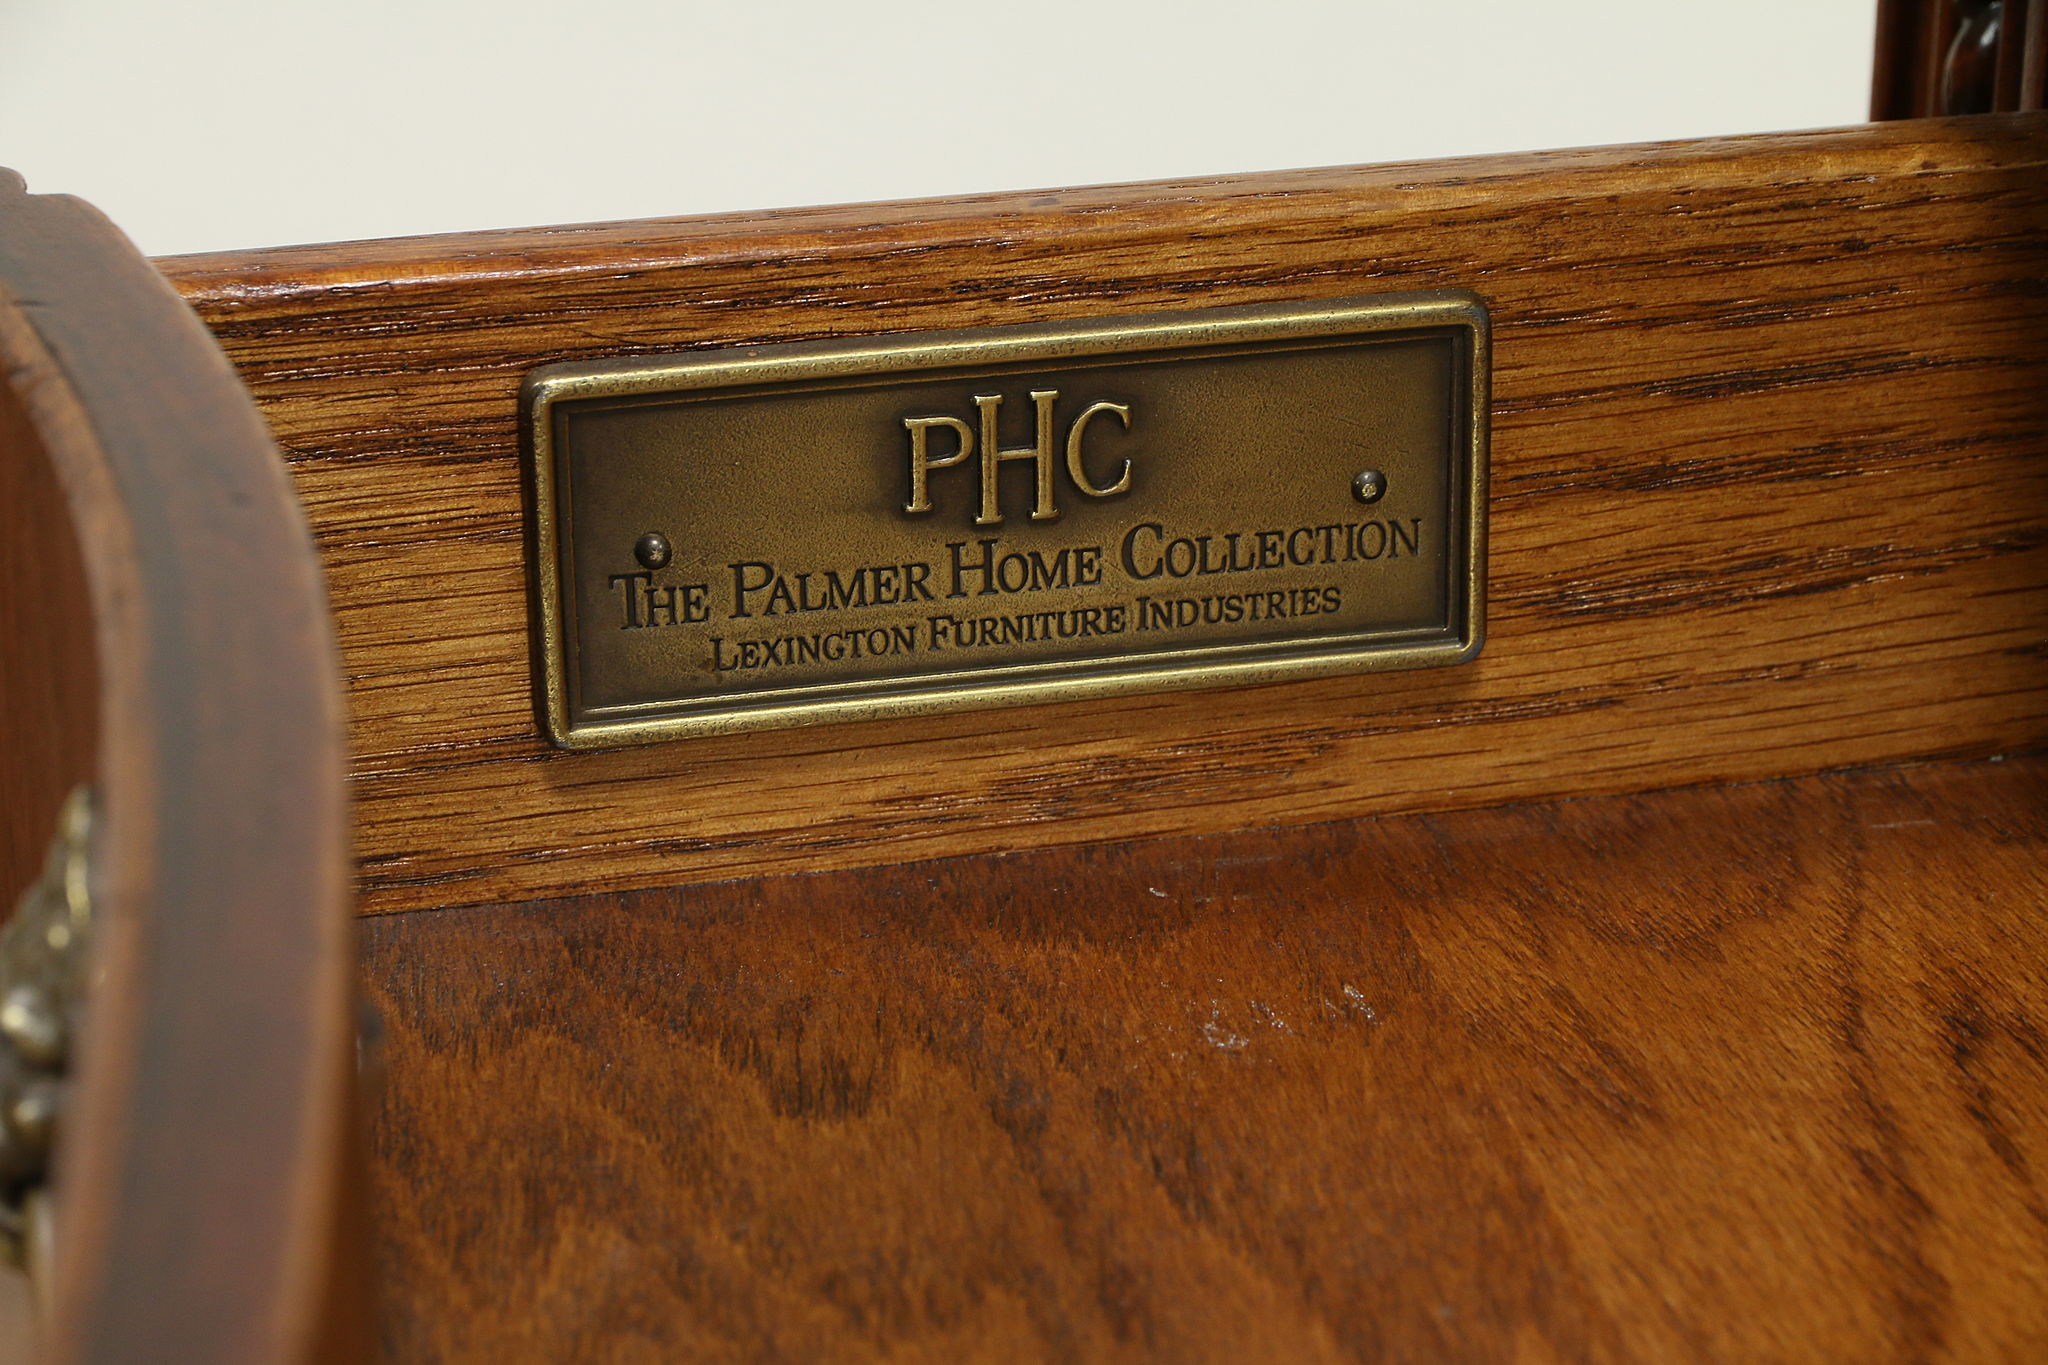 PHC
The Palmer Home Collection
Lexington Furniture Industries